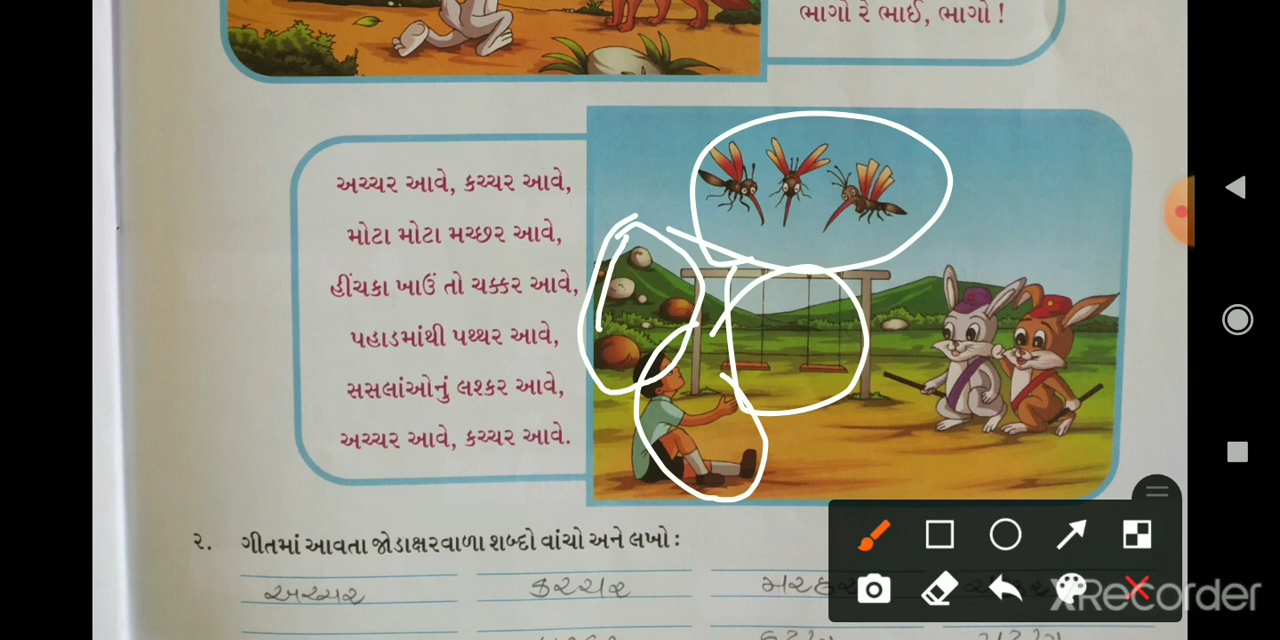 ભાગો રે ભાઈ, ભાગો !
અચ્ચર આવે, કચ્ચર આવે,
મોટા મોટા મચ્છર આવે,
હીંચકા ખાઉં તો ચક્કર આવે,
પહાડમાંથી પથ્થર આવે,
સસલાંઓનું લશ્કર આવે,
અચ્ચર આવે, કચ્ચર આવે.
૨. ગીતમાં આવતા જોડાક્ષરવાળા શબ્દો વાંચો અને લખો :
અચ્ચર કચ્ચર
XRecorder